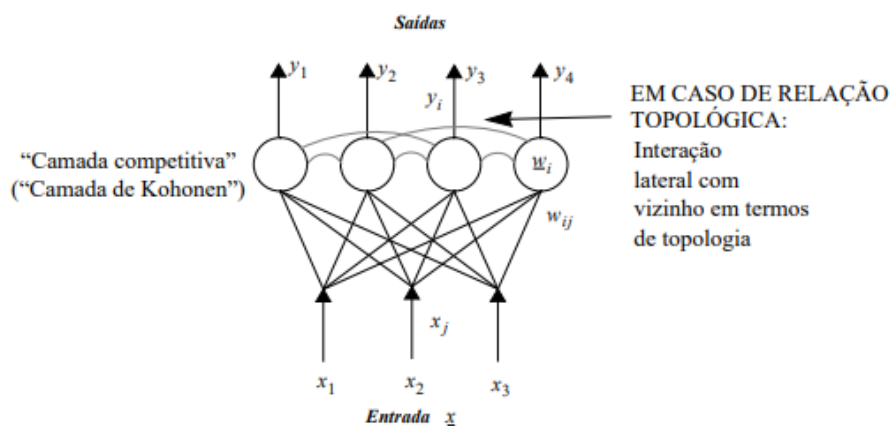 Saídas
y1 y2 y3 y4
yi
EM CASO DE RELAÇÃO
TOPOLÓGICA:
Interação
lateral com
vizinho em termos
de topologia
“Camada competitiva”
(“Camada de Kohonen”)
wi
wij
xj
x1 x2 x3
Entrada x